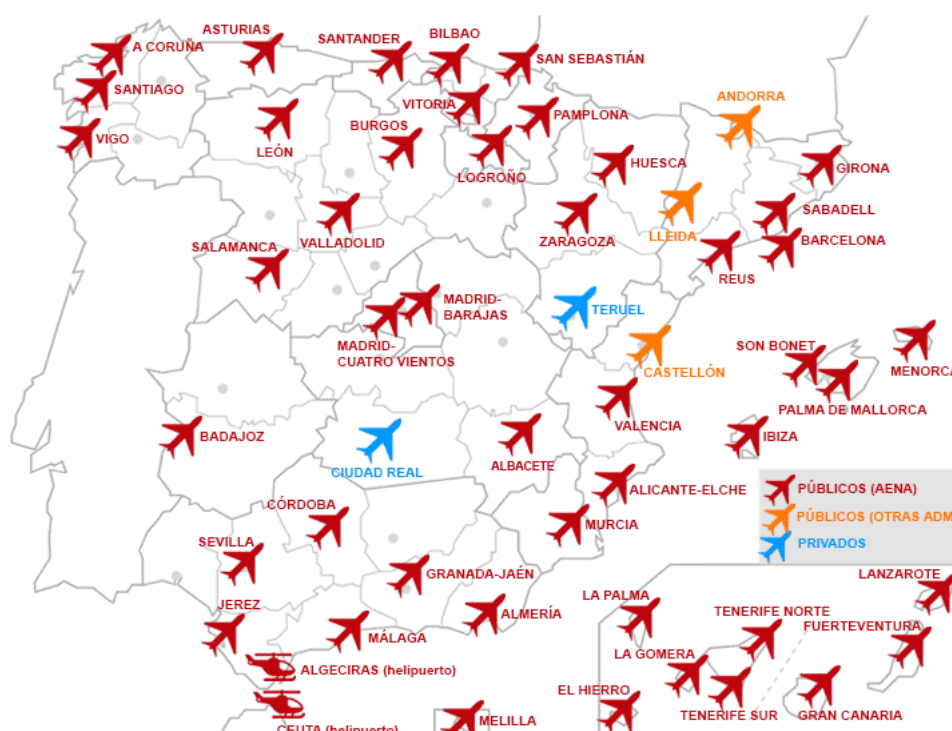 ASTURIAS
A CORUÑA
SANTANDER
BILBAO
SAN SEBASTIÁN
SANTIAGO
VITORIA
PAMPLONA
ANDORRA
VIGO
LEÓN
BURGOS
LOGROÑO
HUESCA
GIRONA
SALAMANCA
VALLADOLID
ZARAGOZA
LLEIDA
SABADELL
BARCELONA
REUS
MADRID-
BARAJAS
MADRID-
CUATRO VIENTOS
TERUEL
CASTELLÓN
SON BONET
MENORCA
PALMA DE MALLORCA
BADAJOZ
CIUDAD REAL
ALBACETE
VALENCIA
IBIZA
ALICANTE-ELCHE
PÚBLICOS (AENA)
PÚBLICOS (OTRAS ADM
PRIVADOS
CÓRDOBA
MURCIA
SEVILLA
GRANADA-JAÉN
JEREZ
MÁLAGA
ALMERÍA
LA PALMA
TENERIFE NORTE
LANZAROTE
FUERTEVENTURA
ALGECIRAS (helipuerto)
LA GOMERA
EL HIERRO
TENERIFE SUR
GRAN CANARIA
CEUTA (helipuerto)
MELILLA